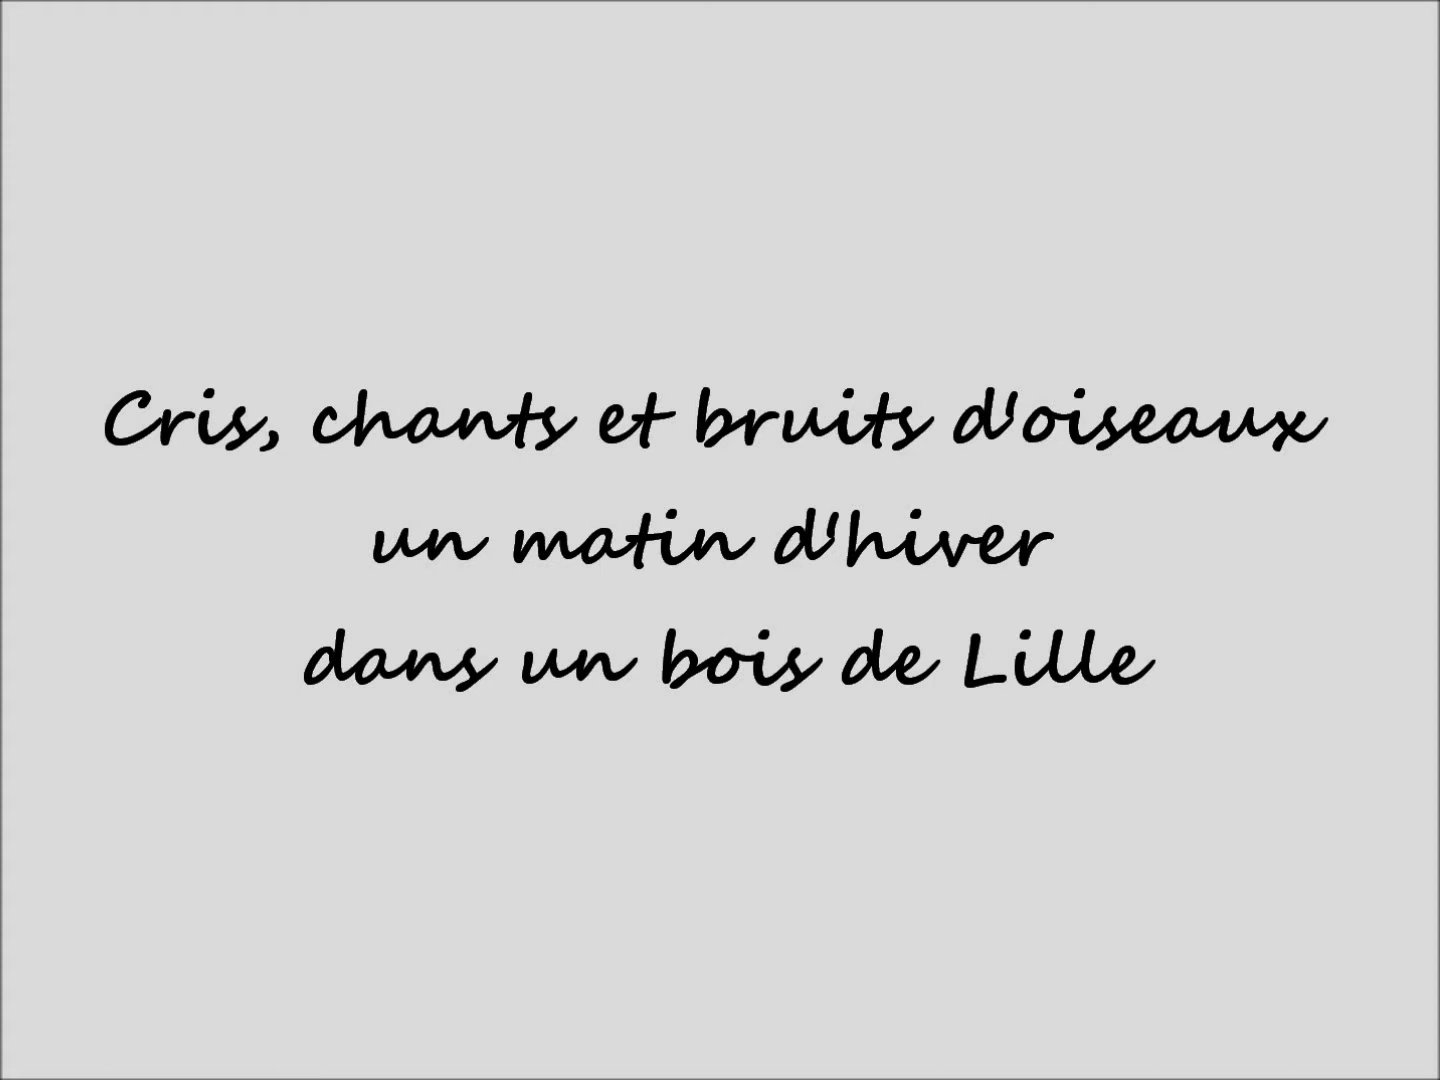 Cris, chants et bruits d'oiseaux
un matin d'hiver
dans un bois de Lille